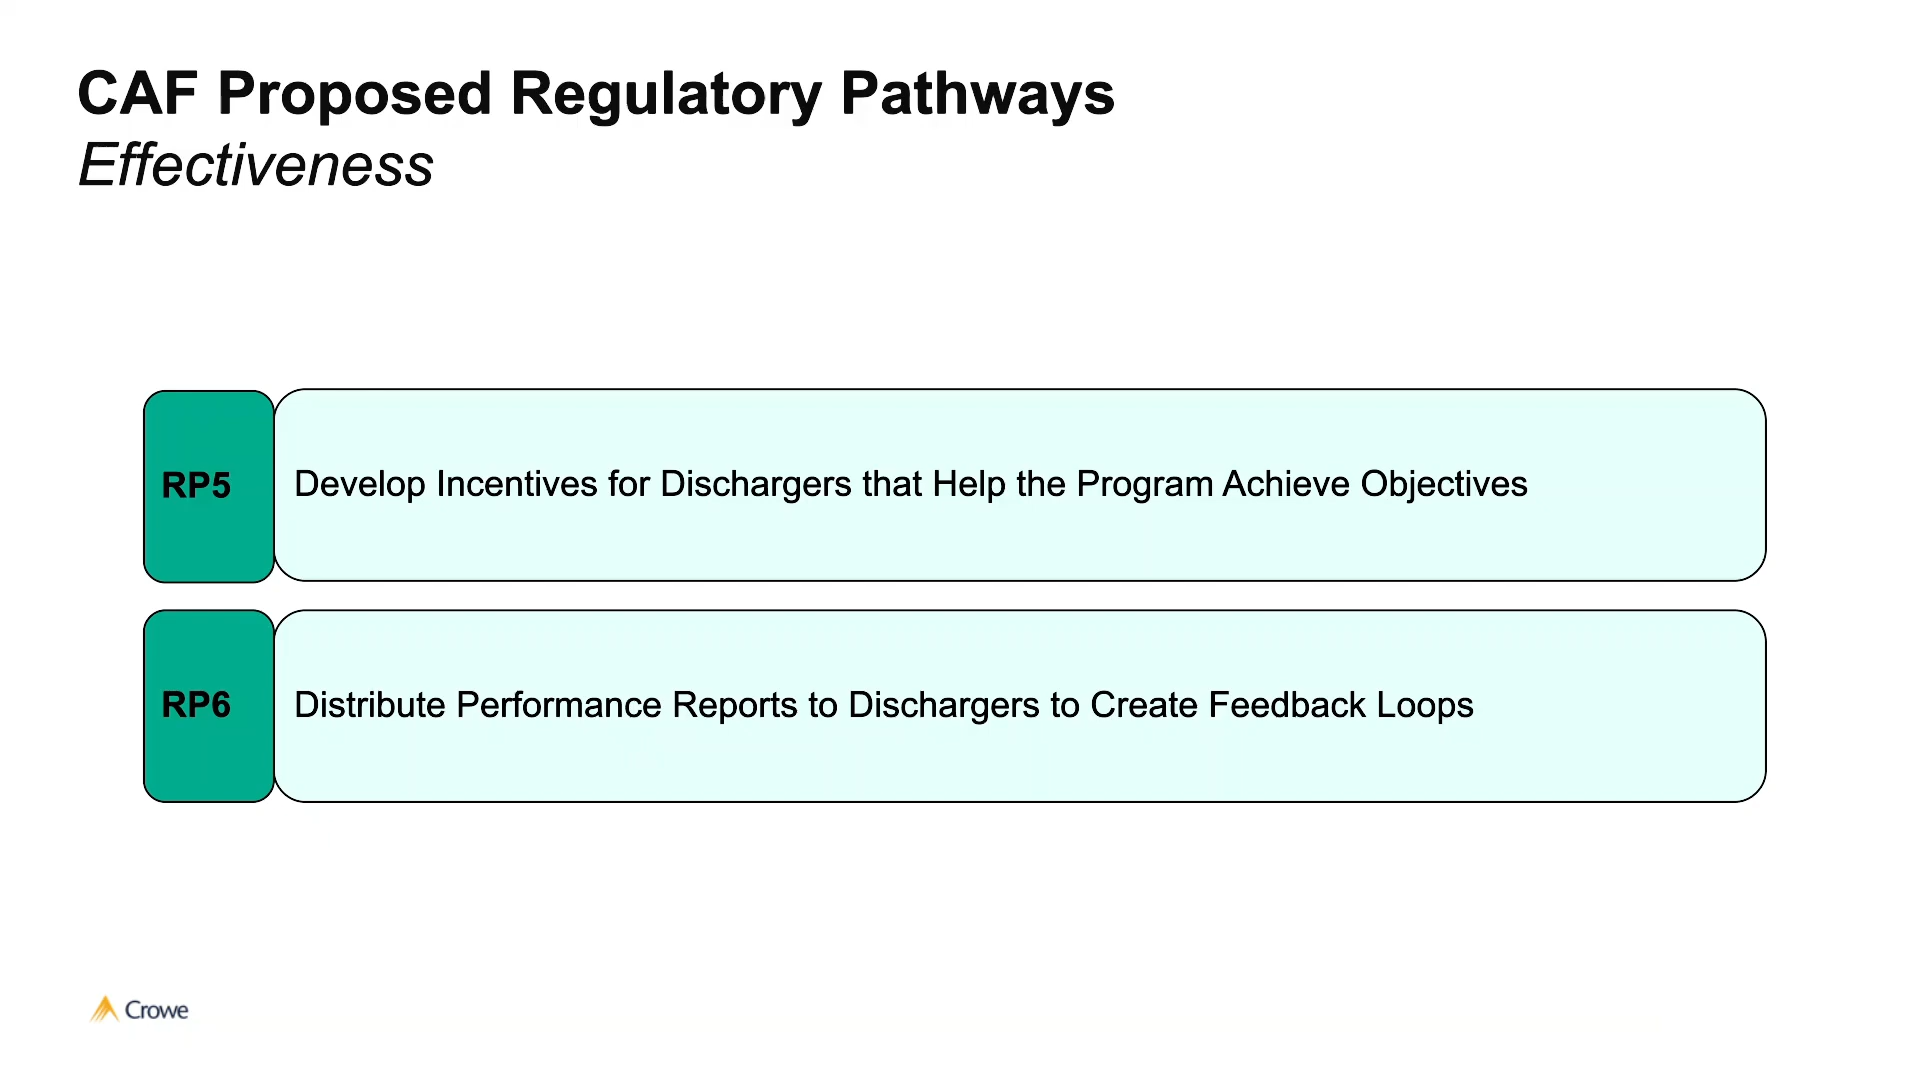 CAF Proposed Regulatory Pathways
Effectiveness
RP5
Develop Incentives for Dischargers that Help the Program Achieve Objectives
RP6
Distribute Performance Reports to Dischargers to Create Feedback Loops
Crowe